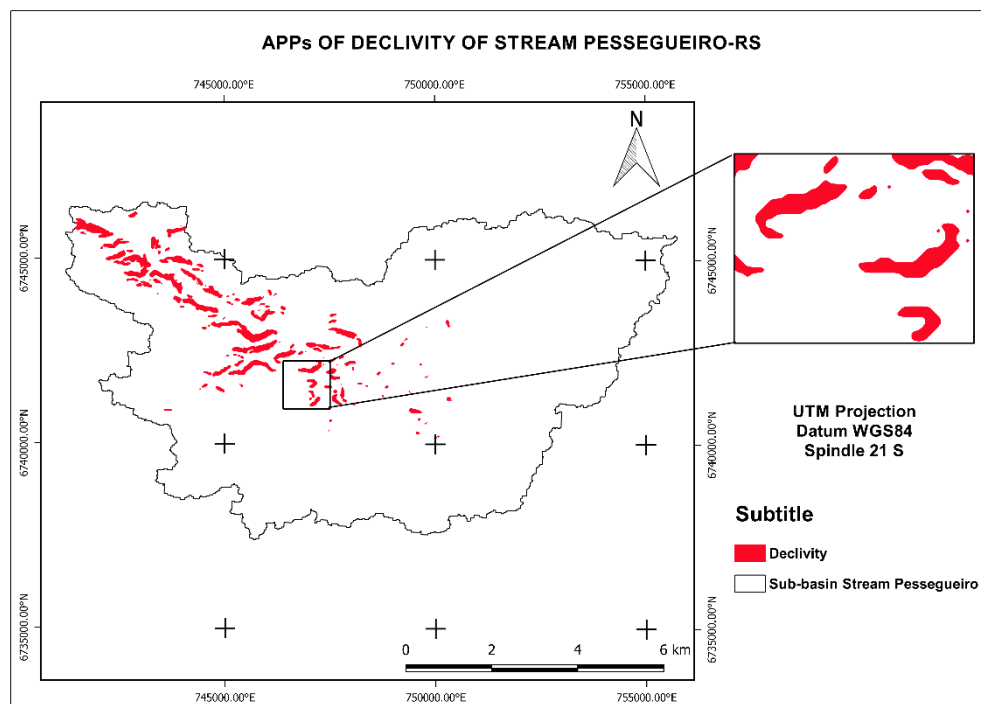 APPs OF DECLIVITY OF STREAM PESSEGUEIRO-RS
745000.00°E 750000.00°E 755000.00°E
N
6745000.00°N 6745000.00°N
6740000.00°N 6740000.00°N
UTM Projection
Datum WGS84
Spindle 21 S
Subtitle
Declivity
Sub-basin Stream Pessegueiro
6735000.00°N 6735000.00°N
0 2 4 6 km
745000.00°E 750000.00°E 755000.00°E